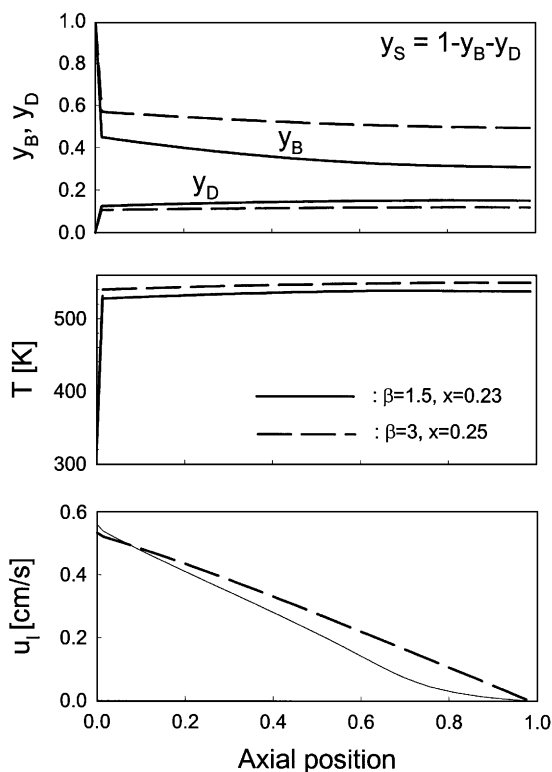 1.0
y_S = 1-y_B-y_D
0.8
0.6
y_B, y_D
0.4
y_B
0.2
y_D
0.0
500
T [K]
400
: β=1.5, x=0.23
: β=3, x=0.25
300
0.6
0.4
u_l [cm/s]
0.2
0.0
0.0 0.2 0.4 0.6 0.8 1.0
Axial position